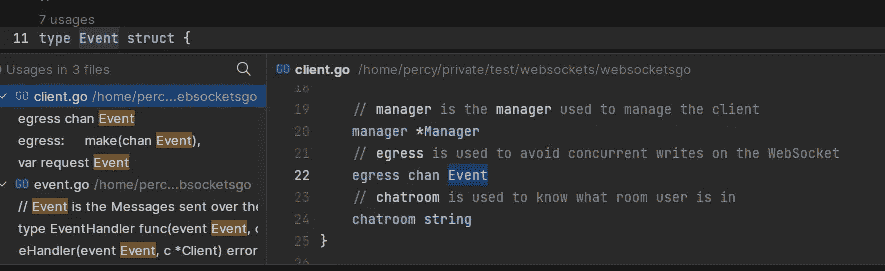 7 usages
11 type Event struct {
Usages in 3 files
client.go /home/perc...ebsocketsgo
egress chan Event
egress: make(chan Event),
var request Event
event.go /home/perc...bsocketsgo
// Event is the Messages sent over the
type EventHandler func(event Event, c
eHandler(event Event, c *Client) error
client.go /home/percy/private/test/websockets/websocketsgo
18
19 // manager is the manager used to manage the client
20 manager *Manager
21 // egress is used to avoid concurrent writes on the WebSocket
22 egress chan Event
23 // chatroom is used to know what room user is in
24 chatroom string
25 }
26